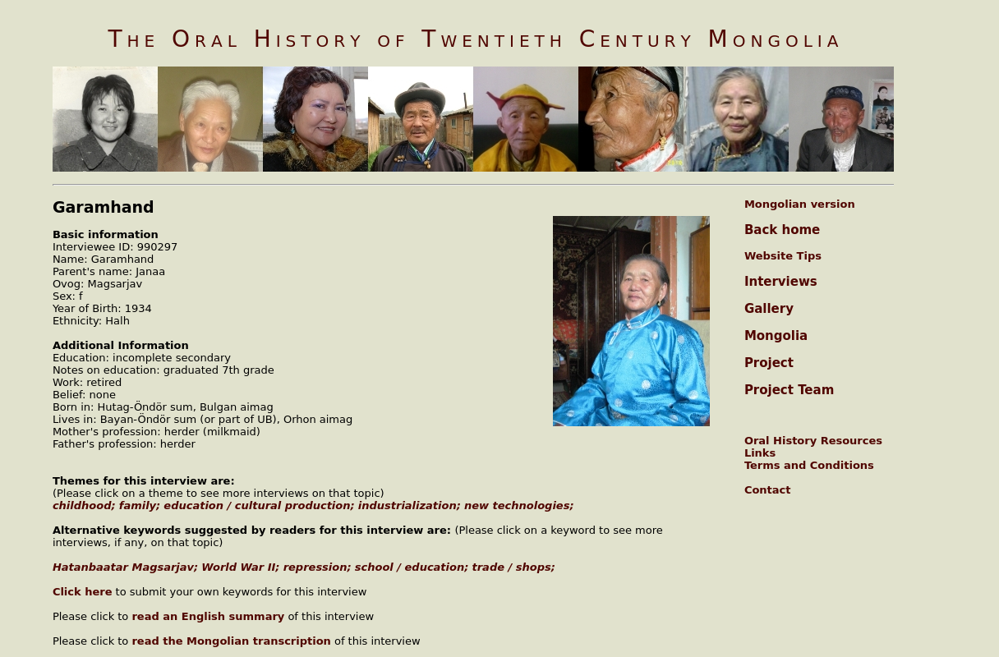 The Oral History of Twentieth Century Mongolia
Garamhand
Basic information
Interviewee ID: 990297
Name: Garamhand
Parent's name: Janaa
Ovog: Magsarjav
Sex: f
Year of Birth: 1934
Ethnicity: Halh
Additional Information
Education: incomplete secondary
Notes on education: graduated 7th grade
Work: retired
Belief: none
Born in: Hutag-Öndör sum, Bulgan aimag
Lives in: Bayan-Öndör sum (or part of UB), Orhon aimag
Mother's profession: herder (milkmaid)
Father's profession: herder
Themes for this interview are:
(Please click on a theme to see more interviews on that topic)
childhood; family; education / cultural production; industrialization; new technologies;
Alternative keywords suggested by readers for this interview are: (Please click on a keyword to see more
interviews, if any, on that topic)
Hatanbaatar Magsarjav; World War II; repression; school / education; trade / shops;
Click here to submit your own keywords for this interview
Please click to read an English summary of this interview
Please click to read the Mongolian transcription of this interview
Mongolian version
Back home
Website Tips
Interviews
Gallery
Mongolia
Project
Project Team
Oral History Resources
Links
Terms and Conditions
Contact